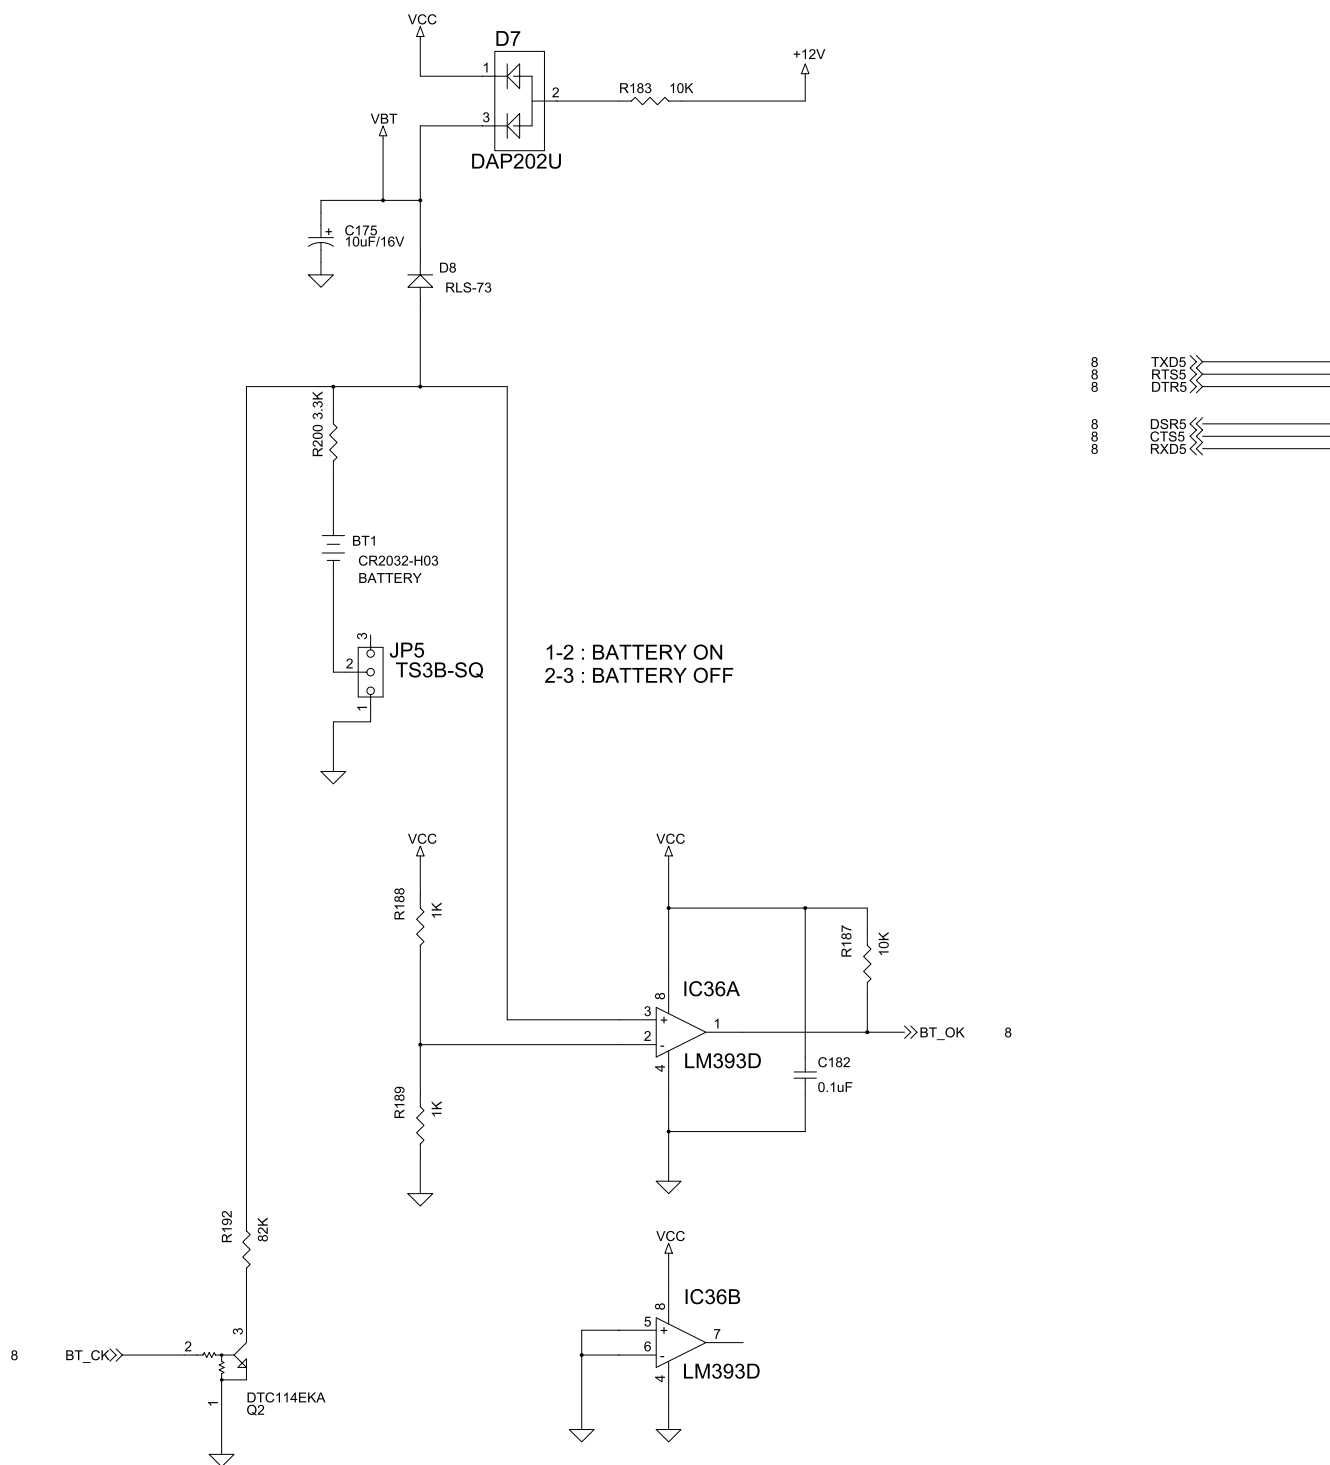 VCC
D7
+12V
1
2
R183 10K
3
VBT
DAP202U
+ C175
10uF/16V
D8
RLS-73
8 TXD5
8 RTS5
8 DTR5
8 DSR5
8 CTS5
8 RXD5
R200 3.3K
BT1
CR2032-H03
BATTERY
3
JP5
2
TS3B-SQ
1
1-2 : BATTERY ON
2-3 : BATTERY OFF
VCC
VCC
R188
1K
R187
10K
IC36A
8
3
+
1
2
-
4
LM393D
BT_OK 8
C182
0.1uF
R189
1K
R192
82K
VCC
IC36B
8
5
+
7
6
-
4
LM393D
3
8 BT_CK
2
1
DTC114EKA
Q2